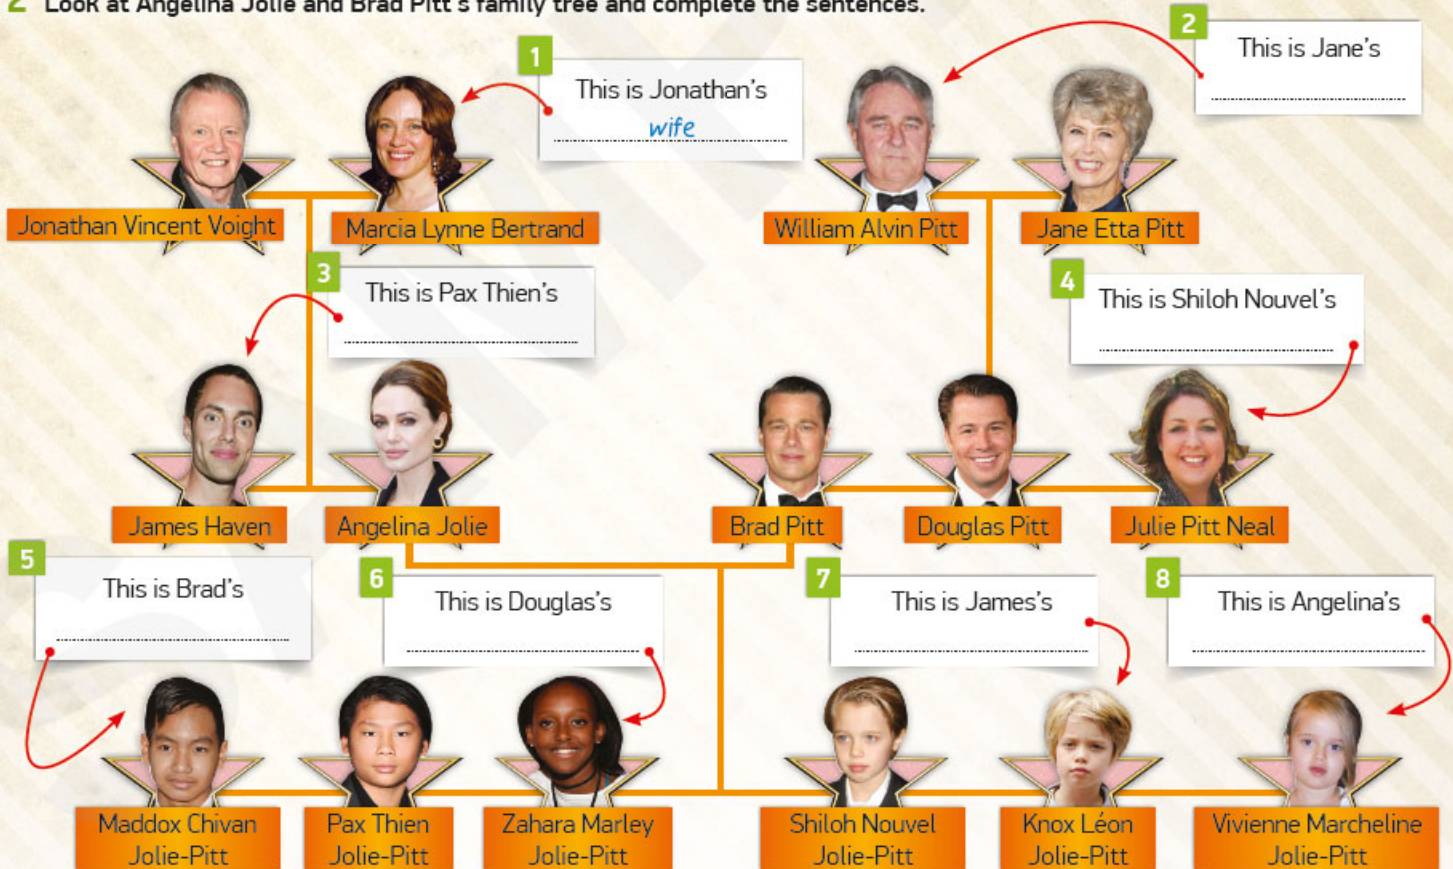 2 Look at Angelina Jolie and Brad Pitt's family tree and complete the sentences.
1
This is Jonathan's
wife
2
This is Jane's
Jonathan Vincent Voight
Marcia Lynne Bertrand
William Alvin Pitt
Jane Etta Pitt
3
This is Pax Thien's
4
This is Shiloh Nouvel's
James Haven
Angelina Jolie
Brad Pitt
Douglas Pitt
Julie Pitt Neal
5
This is Brad's
6
This is Douglas's
7
This is James's
8
This is Angelina's
Maddox Chivan
Jolie-Pitt
Pax Thien
Jolie-Pitt
Zahara Marley
Jolie-Pitt
Shiloh Nouvel
Jolie-Pitt
Knox Léon
Jolie-Pitt
Vivienne Marcheline
Jolie-Pitt